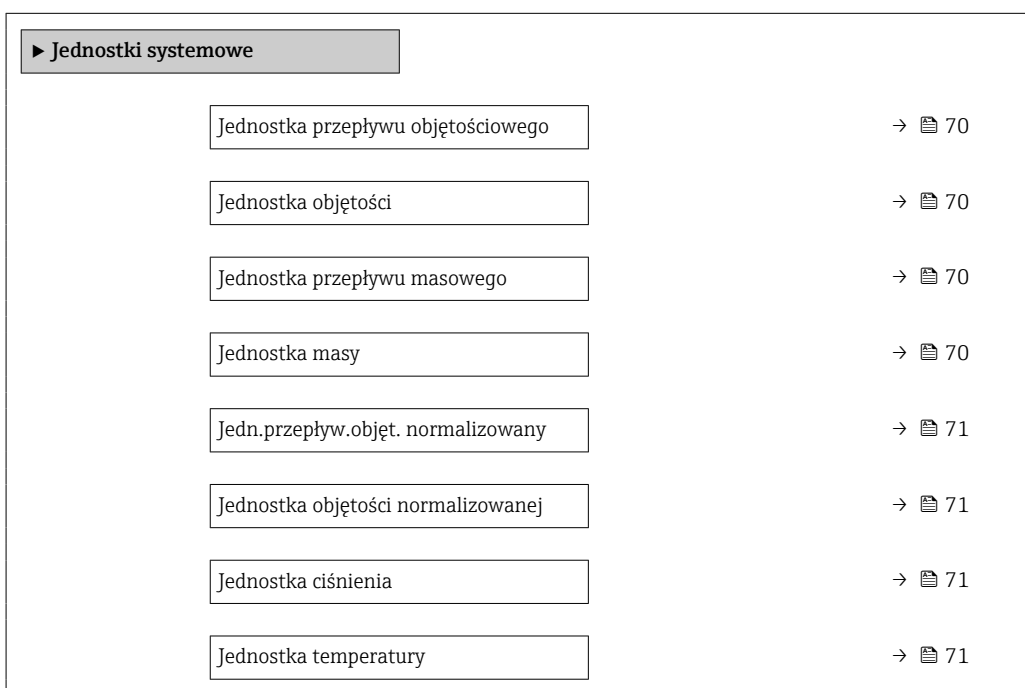 ▶ Jednostki systemowe
Jednostka przepływu objętościowego → 🖹 70
Jednostka objętości → 🖹 70
Jednostka przepływu masowego → 🖹 70
Jednostka masy → 🖹 70
Jedn.przepływ.objęt. normalizowany → 🖹 71
Jednostka objętości normalizowanej → 🖹 71
Jednostka ciśnienia → 🖹 71
Jednostka temperatury → 🖹 71